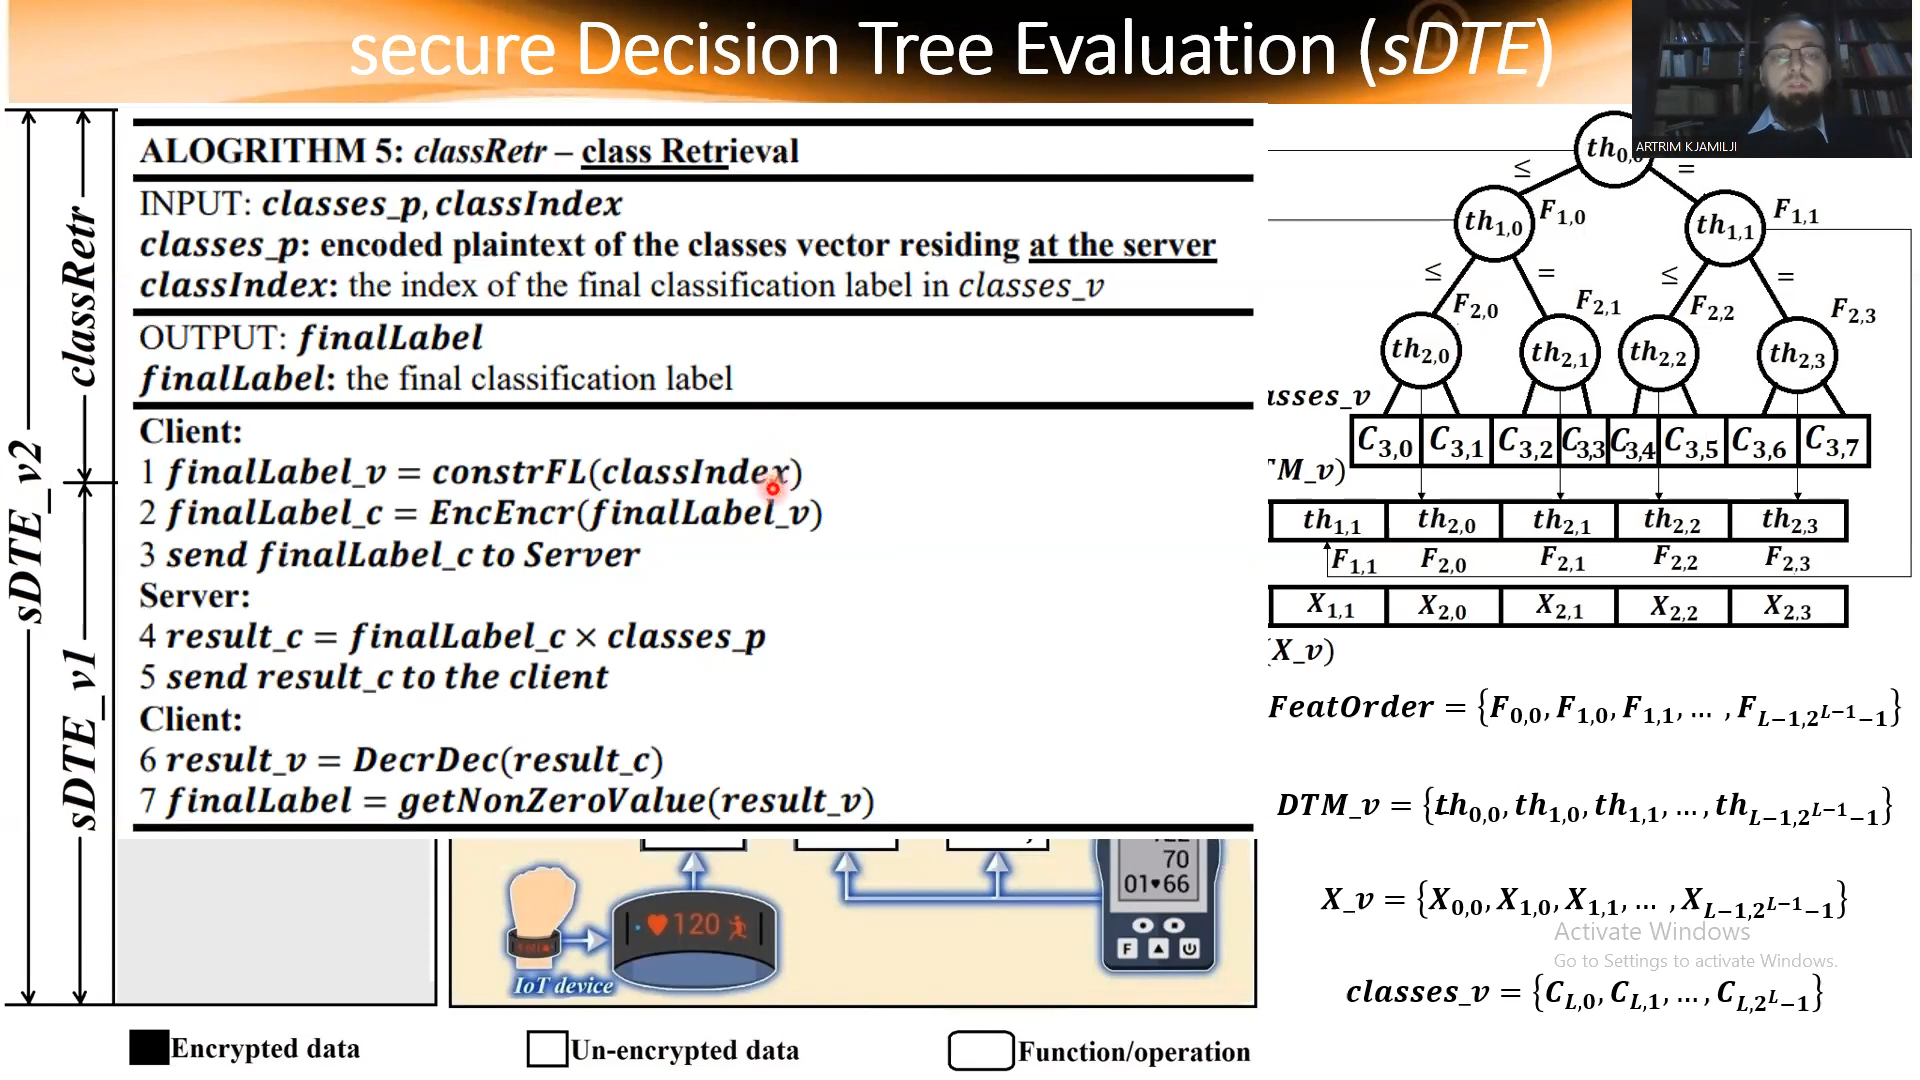 secure Decision Tree Evaluation (sDTE)
ARTRIM KJAMILJI
sDTE_v2
classRetr
sDTE_v1
ALOGRITHM 5: classRetr – class Retrieval
INPUT: classes_p, classIndex
classes_p: encoded plaintext of the classes vector residing at the server
classIndex: the index of the final classification label in classes_v
OUTPUT: finalLabel
finalLabel: the final classification label
Client:
1 finalLabel_v = constrFL(classIndex)
2 finalLabel_c = EncEncr(finalLabel_v)
3 send finalLabel_c to Server
Server:
4 result_c = finalLabel_c × classes_p
5 send result_c to the client
Client:
6 result_v = DecrDec(result_c)
7 finalLabel = getNonZeroValue(result_v)
th0,0
≤ =
th1,0 F1,0 th1,1 F1,1
≤ = ≤ =
F2,0 F2,1 F2,2 F2,3
th2,0 th2,1 th2,2 th2,3
asses_v
C3,0 C3,1 C3,2 C3,3 C3,4 C3,5 C3,6 C3,7
TM_v)
th1,1 th2,0 th2,1 th2,2 th2,3
F1,1 F2,0 F2,1 F2,2 F2,3
X1,1 X2,0 X2,1 X2,2 X2,3
(X_v)
FeatOrder = {F0,0, F1,0, F1,1, … , FL−1,2^L−1−1}
DTM_v = {th0,0, th1,0, th1,1, … , thL−1,2^L−1−1}
X_v = {X0,0, X1,0, X1,1, … , XL−1,2^L−1−1}
classes_v = {CL,0, CL,1, … , CL,2^L−1}
Activate Windows
Go to Settings to activate Windows.
120
IoT device
70
01♥66
F
Encrypted data
Un-encrypted data
Function/operation